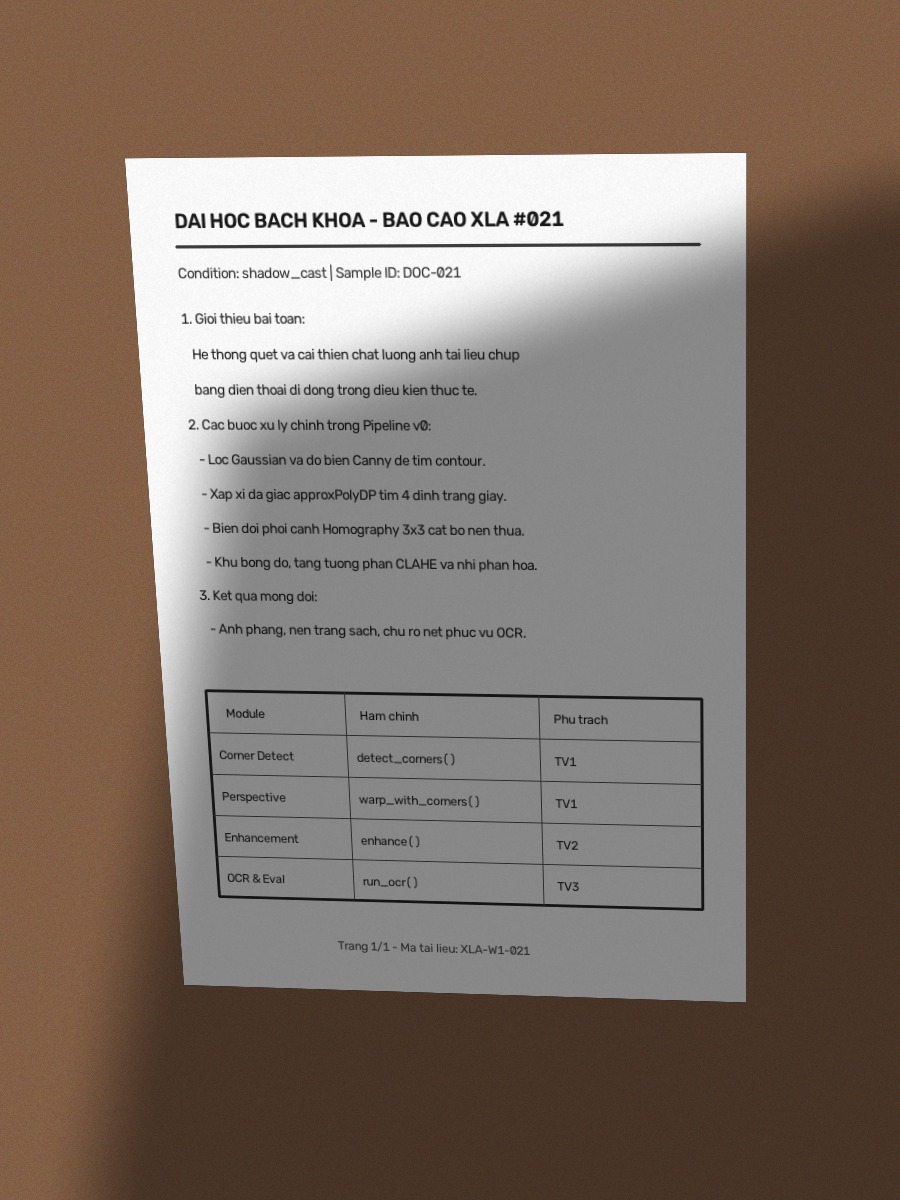 DAI HOC BACH KHOA - BAO CAO XLA #021
Condition: shadow_cast | Sample ID: DOC-021
1. Gioi thieu bai toan:
He thong quet va cai thien chat luong anh tai lieu chup
bang dien thoai di dong trong dieu kien thuc te.
2. Cac buoc xu ly chinh trong Pipeline v0:
- Loc Gaussian va do bien Canny de tim contour.
- Xap xi da giac approxPolyDP tim 4 dinh trang giay.
- Bien doi phoi canh Homography 3x3 cat bo nen thua.
- Khu bong do, tang tuong phan CLAHE va nhi phan hoa.
3. Ket qua mong doi:
- Anh phang, nen trang sach, chu ro net phuc vu OCR.
Module Ham chinh Phu trach
Corner Detect detect_corners() TV1
Perspective warp_with_corners() TV1
Enhancement enhance() TV2
OCR & Eval run_ocr() TV3
Trang 1/1 - Ma tai lieu: XLA-W1-021